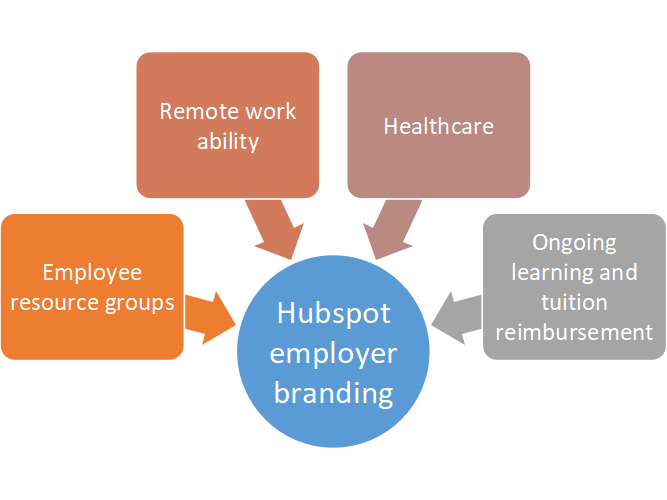 Remote work
ability
Healthcare
Employee
resource groups
Ongoing
learning and
tuition
reimbursement
Hubspot
employer
branding